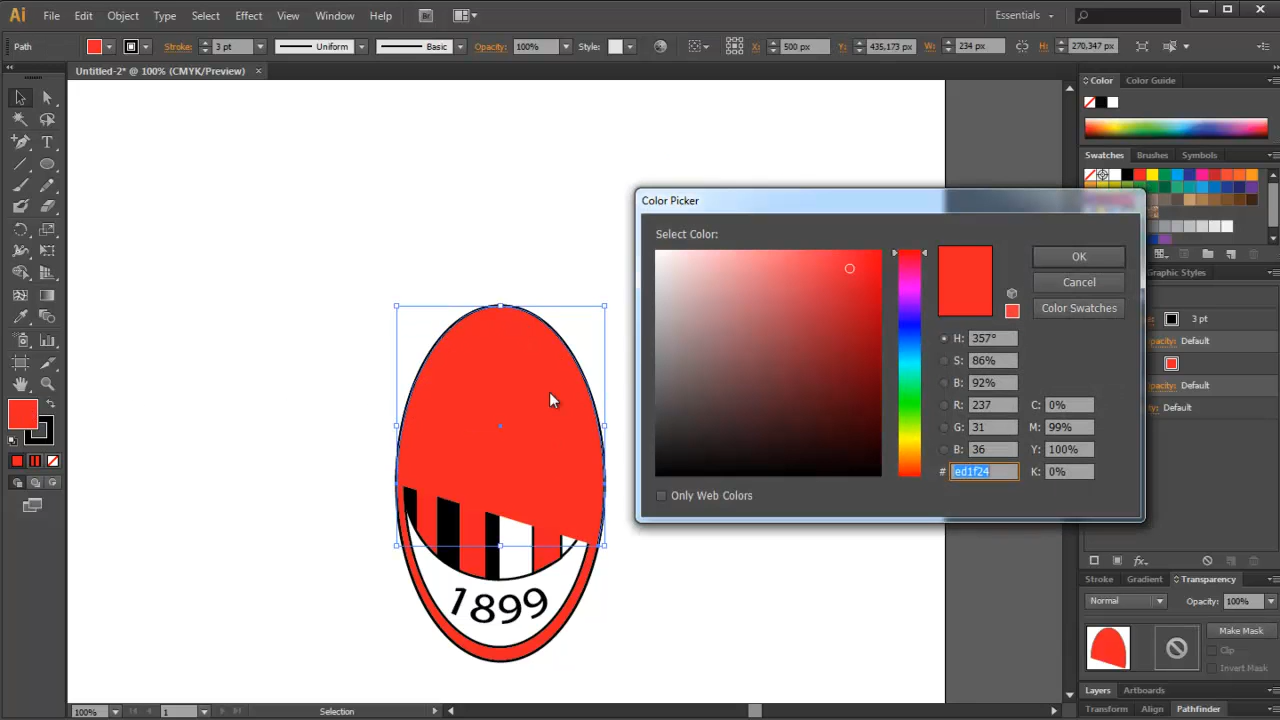 Ai File Edit Object Type Select Effect View Window Help Br Essentials
Path Stroke: 3 pt Uniform Basic Opacity: 100% Style: X: 500 px Y: 435,173 px W: 234 px H: 270,347 px
Untitled-2* @ 100% (CMYK/Preview) ×
Color Color Guide
Swatches Brushes Symbols
Color Picker
Select Color:
OK
Cancel
Color Swatches
H: 357°
S: 86%
B: 92%
R: 237 C: 0%
G: 31 M: 99%
B: 36 Y: 100%
# ed1f24 K: 0%
Only Web Colors
Graphic Styles
3 pt
Opacity: Default
Opacity: Default
Default
fx
1899
Stroke Gradient Transparency
Normal Opacity: 100%
Make Mask
Clip
Invert Mask
Layers Artboards
Transform Align Pathfinder
100% 1 Selection